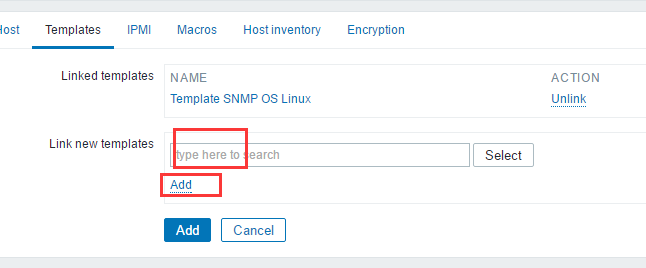 Host Templates IPMI Macros Host inventory Encryption
Linked templates NAME ACTION
Template SNMP OS Linux Unlink
Link new templates type here to search Select
Add
Add Cancel